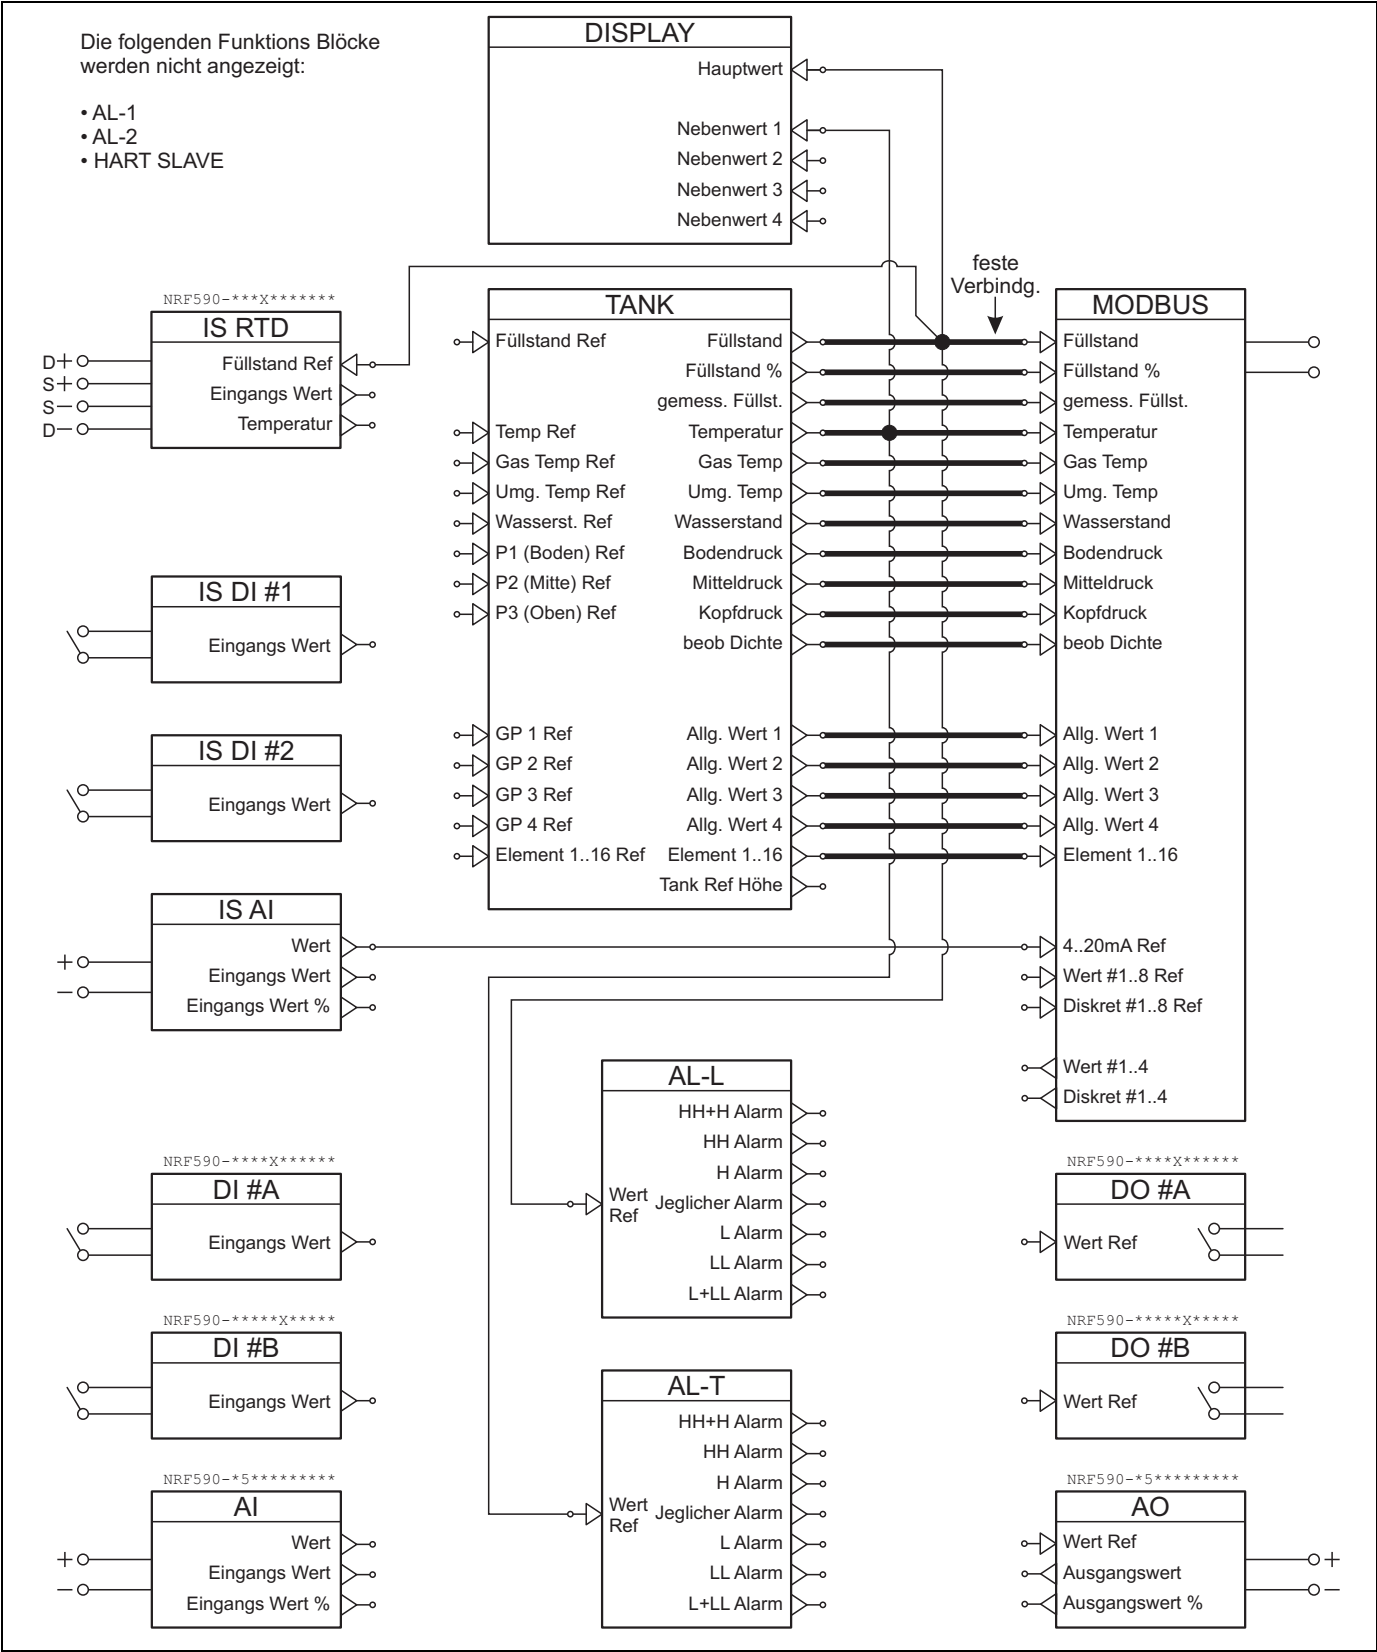 Die folgenden Funktions Blöcke
werden nicht angezeigt:
• AL-1
• AL-2
• HART SLAVE
DISPLAY
Hauptwert
Nebenwert 1
Nebenwert 2
Nebenwert 3
Nebenwert 4
feste
Verbindg.
NRF590-***X*******
IS RTD
D+
S+
S−
D−
Füllstand Ref
Eingangs Wert
Temperatur
TANK
Füllstand Ref
Temp Ref
Gas Temp Ref
Umg. Temp Ref
Wasserst. Ref
P1 (Boden) Ref
P2 (Mitte) Ref
P3 (Oben) Ref
GP 1 Ref
GP 2 Ref
GP 3 Ref
GP 4 Ref
Element 1..16 Ref
Füllstand
Füllstand %
gemess. Füllst.
Temperatur
Gas Temp
Umg. Temp
Wasserstand
Bodendruck
Mitteldruck
Kopfdruck
beob Dichte
Allg. Wert 1
Allg. Wert 2
Allg. Wert 3
Allg. Wert 4
Element 1..16
Tank Ref Höhe
MODBUS
Füllstand
Füllstand %
gemess. Füllst.
Temperatur
Gas Temp
Umg. Temp
Wasserstand
Bodendruck
Mitteldruck
Kopfdruck
beob Dichte
Allg. Wert 1
Allg. Wert 2
Allg. Wert 3
Allg. Wert 4
Element 1..16
4..20mA Ref
Wert #1..8 Ref
Diskret #1..8 Ref
Wert #1..4
Diskret #1..4
IS DI #1
Eingangs Wert
IS DI #2
Eingangs Wert
IS AI
+
−
Wert
Eingangs Wert
Eingangs Wert %
AL-L
Wert
Ref
HH+H Alarm
HH Alarm
H Alarm
Jeglicher Alarm
L Alarm
LL Alarm
L+LL Alarm
NRF590-****X******
DI #A
Eingangs Wert
NRF590-****X******
DO #A
Wert Ref
NRF590-*****X*****
DI #B
Eingangs Wert
AL-T
Wert
Ref
HH+H Alarm
HH Alarm
H Alarm
Jeglicher Alarm
L Alarm
LL Alarm
L+LL Alarm
NRF590-*****X*****
DO #B
Wert Ref
NRF590-*5*********
AI
+
−
Wert
Eingangs Wert
Eingangs Wert %
NRF590-*5*********
AO
Wert Ref
Ausgangswert
Ausgangswert %
+
−